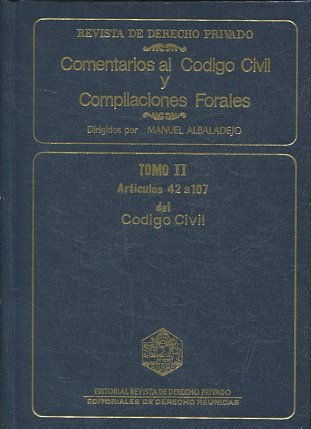 REVISTA DE DERECHO PRIVADO
Comentarios al Codigo Civil
y
Compilaciones Forales
Dirigidos por MANUEL ALBALADEJO
TOMO II
Artículos 42 a 107
del
Codigo Civil
EDITORIAL REVISTA DE DERECHO PRIVADO
EDITORIALES DE DERECHO REUNIDAS